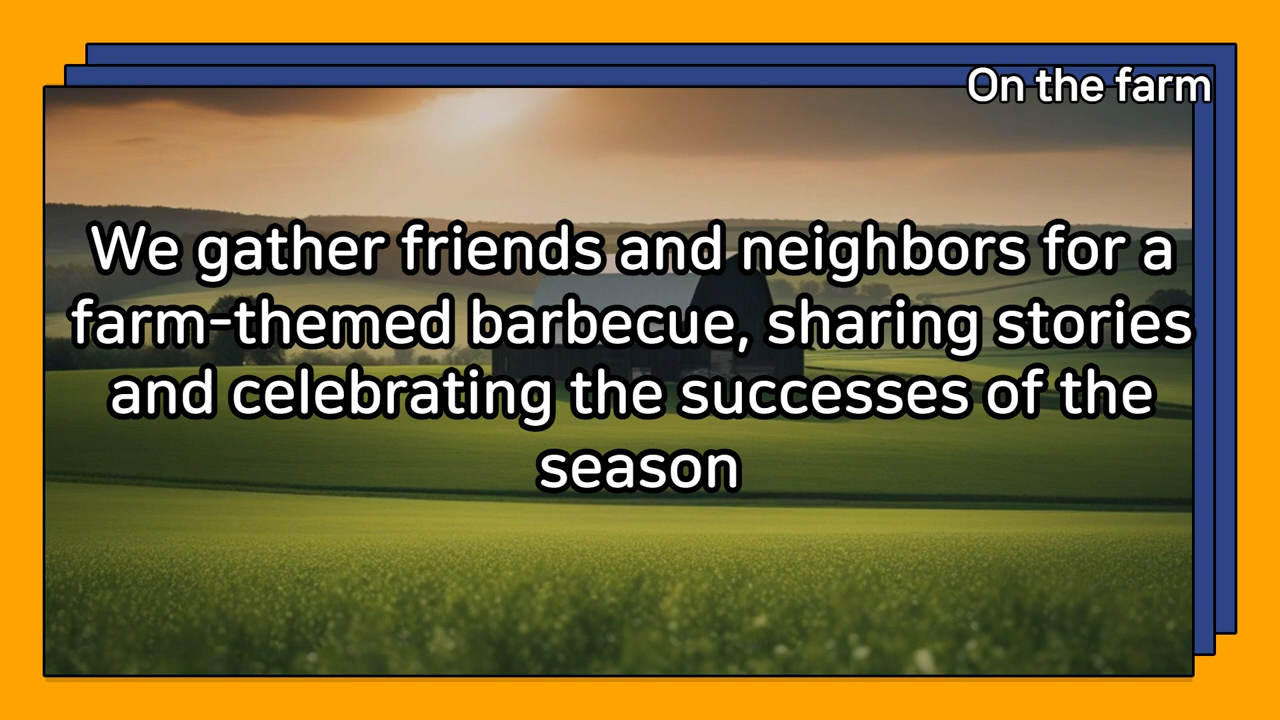 On the farm
We gather friends and neighbors for a
farm-themed barbecue, sharing stories
and celebrating the successes of the
season